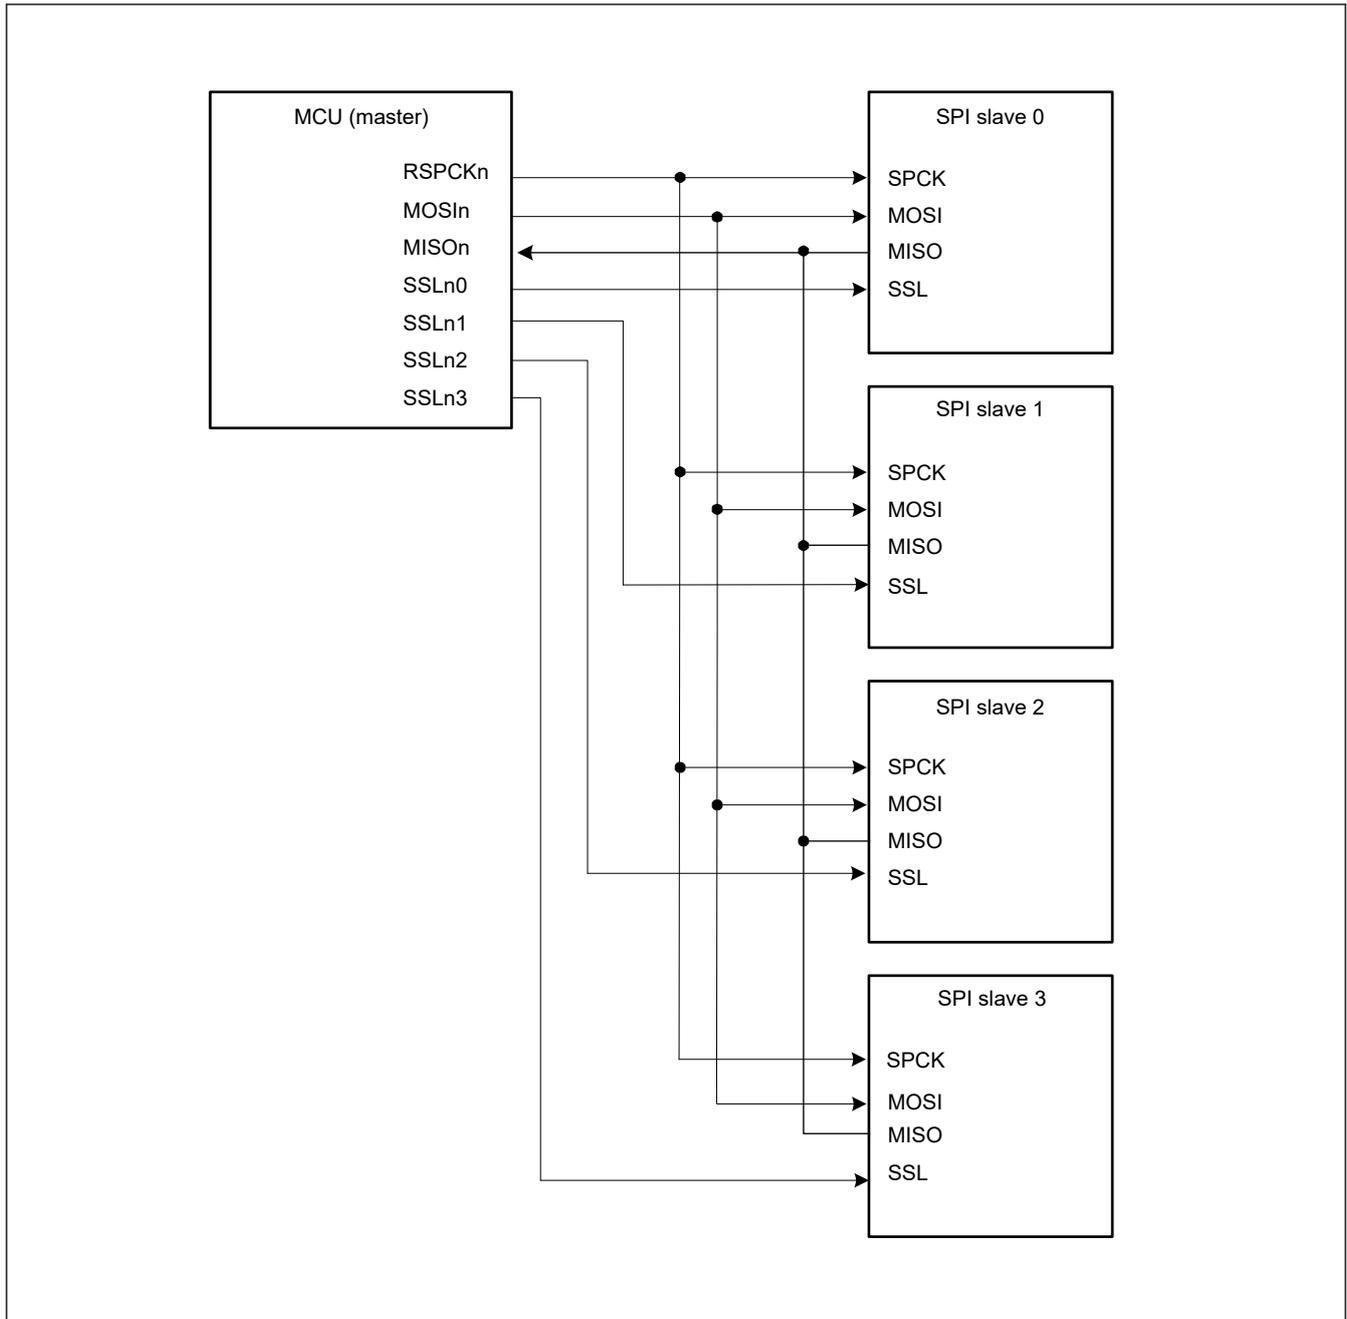 MCU (master)
RSPCKn
MOSIn
MISOn
SSLn0
SSLn1
SSLn2
SSLn3
SPI slave 0
SPCK
MOSI
MISO
SSL
SPI slave 1
SPCK
MOSI
MISO
SSL
SPI slave 2
SPCK
MOSI
MISO
SSL
SPI slave 3
SPCK
MOSI
MISO
SSL